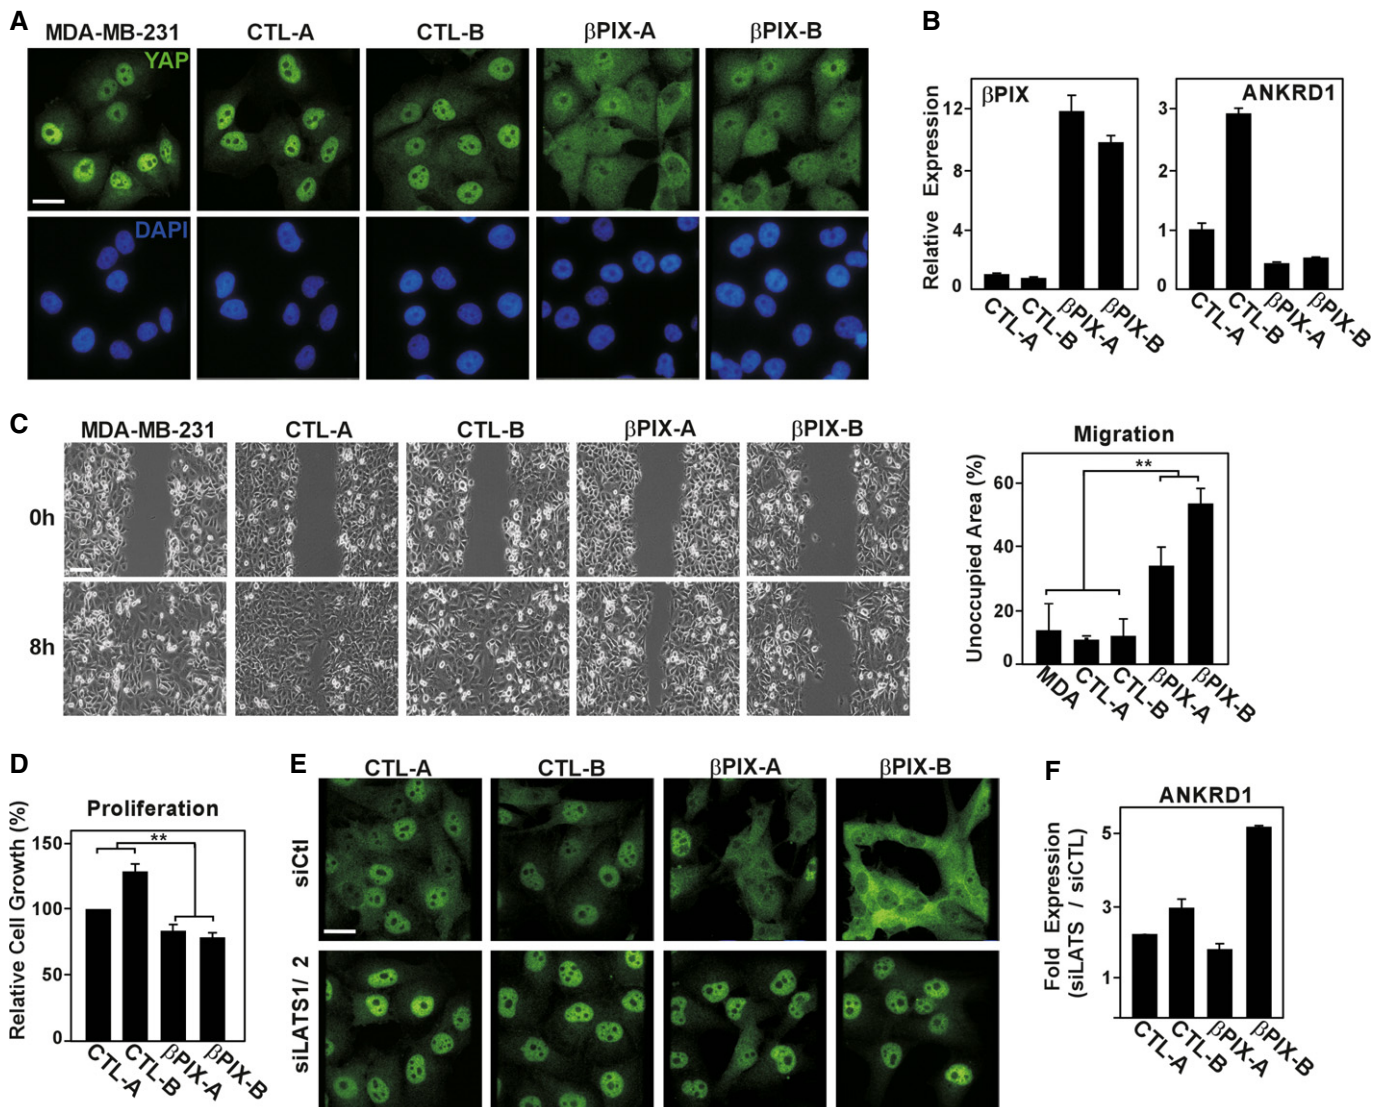 A
MDA-MB-231 CTL-A CTL-B βPIX-A βPIX-B
YAP
DAPI
B
Relative Expression
βPIX
12
8
4
0
CTL-A CTL-B βPIX-A βPIX-B
ANKRD1
3
2
1
0
CTL-A CTL-B βPIX-A βPIX-B
C
MDA-MB-231 CTL-A CTL-B βPIX-A βPIX-B
0h
8h
Migration
Unoccupied Area (%)
**
60
40
20
0
MDA CTL-A CTL-B βPIX-A βPIX-B
D
Proliferation
Relative Cell Growth (%)
**
150
100
50
0
CTL-A CTL-B βPIX-A βPIX-B
E
CTL-A CTL-B βPIX-A βPIX-B
siCtl
siLATS1/ 2
F
ANKRD1
Fold Expression
(siLATS / siCTL)
5
3
1
CTL-A CTL-B βPIX-A βPIX-B